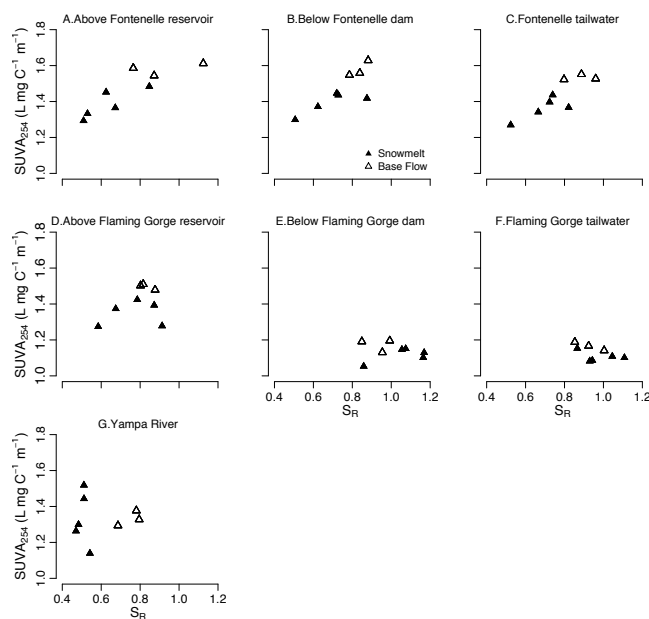 A.Above Fontenelle reservoir
B.Below Fontenelle dam
C.Fontenelle tailwater
SUVA₂₅₄ (L mg C⁻¹ m⁻¹)
1.8
1.6
1.4
1.2
1.0
Snowmelt
Base Flow
D.Above Flaming Gorge reservoir
E.Below Flaming Gorge dam
F.Flaming Gorge tailwater
SUVA₂₅₄ (L mg C⁻¹ m⁻¹)
1.8
1.6
1.4
1.2
1.0
0.4 0.6 0.8 1.0 1.2
S_R
0.4 0.6 0.8 1.0 1.2
S_R
G.Yampa River
SUVA₂₅₄ (L mg C⁻¹ m⁻¹)
1.8
1.6
1.4
1.2
1.0
0.4 0.6 0.8 1.0 1.2
S_R